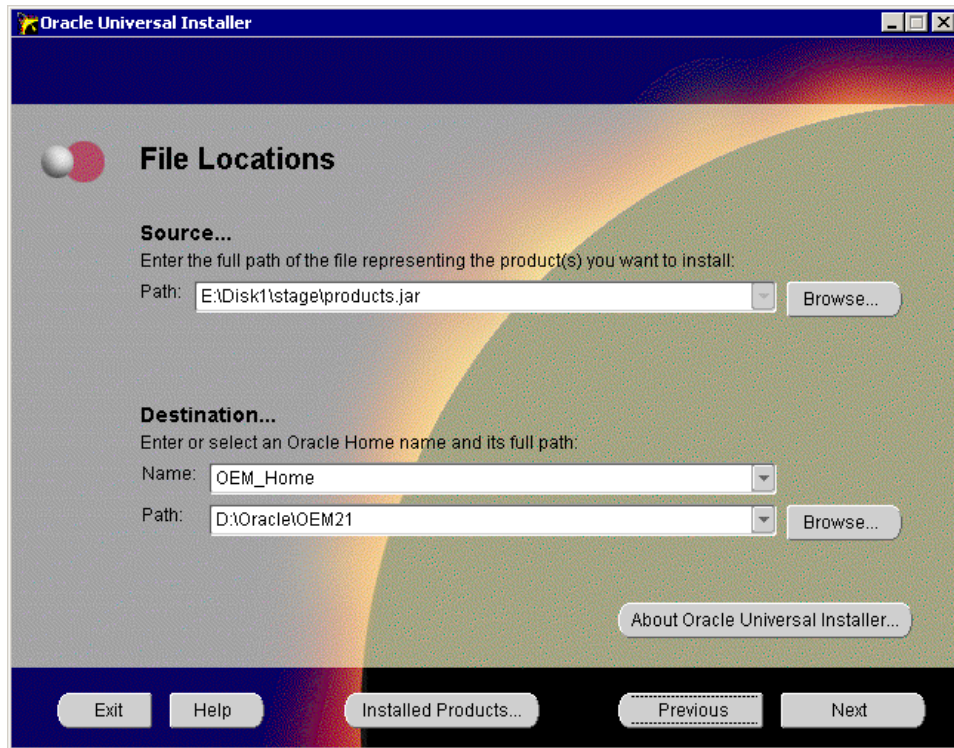 Oracle Universal Installer
File Locations
Source...
Enter the full path of the file representing the product(s) you want to install:
Path: E:\Disk1\stage\products.jar Browse...
Destination...
Enter or select an Oracle Home name and its full path:
Name: OEM_Home
Path: D:\Oracle\OEM21 Browse...
About Oracle Universal Installer...
Exit Help Installed Products... Previous Next